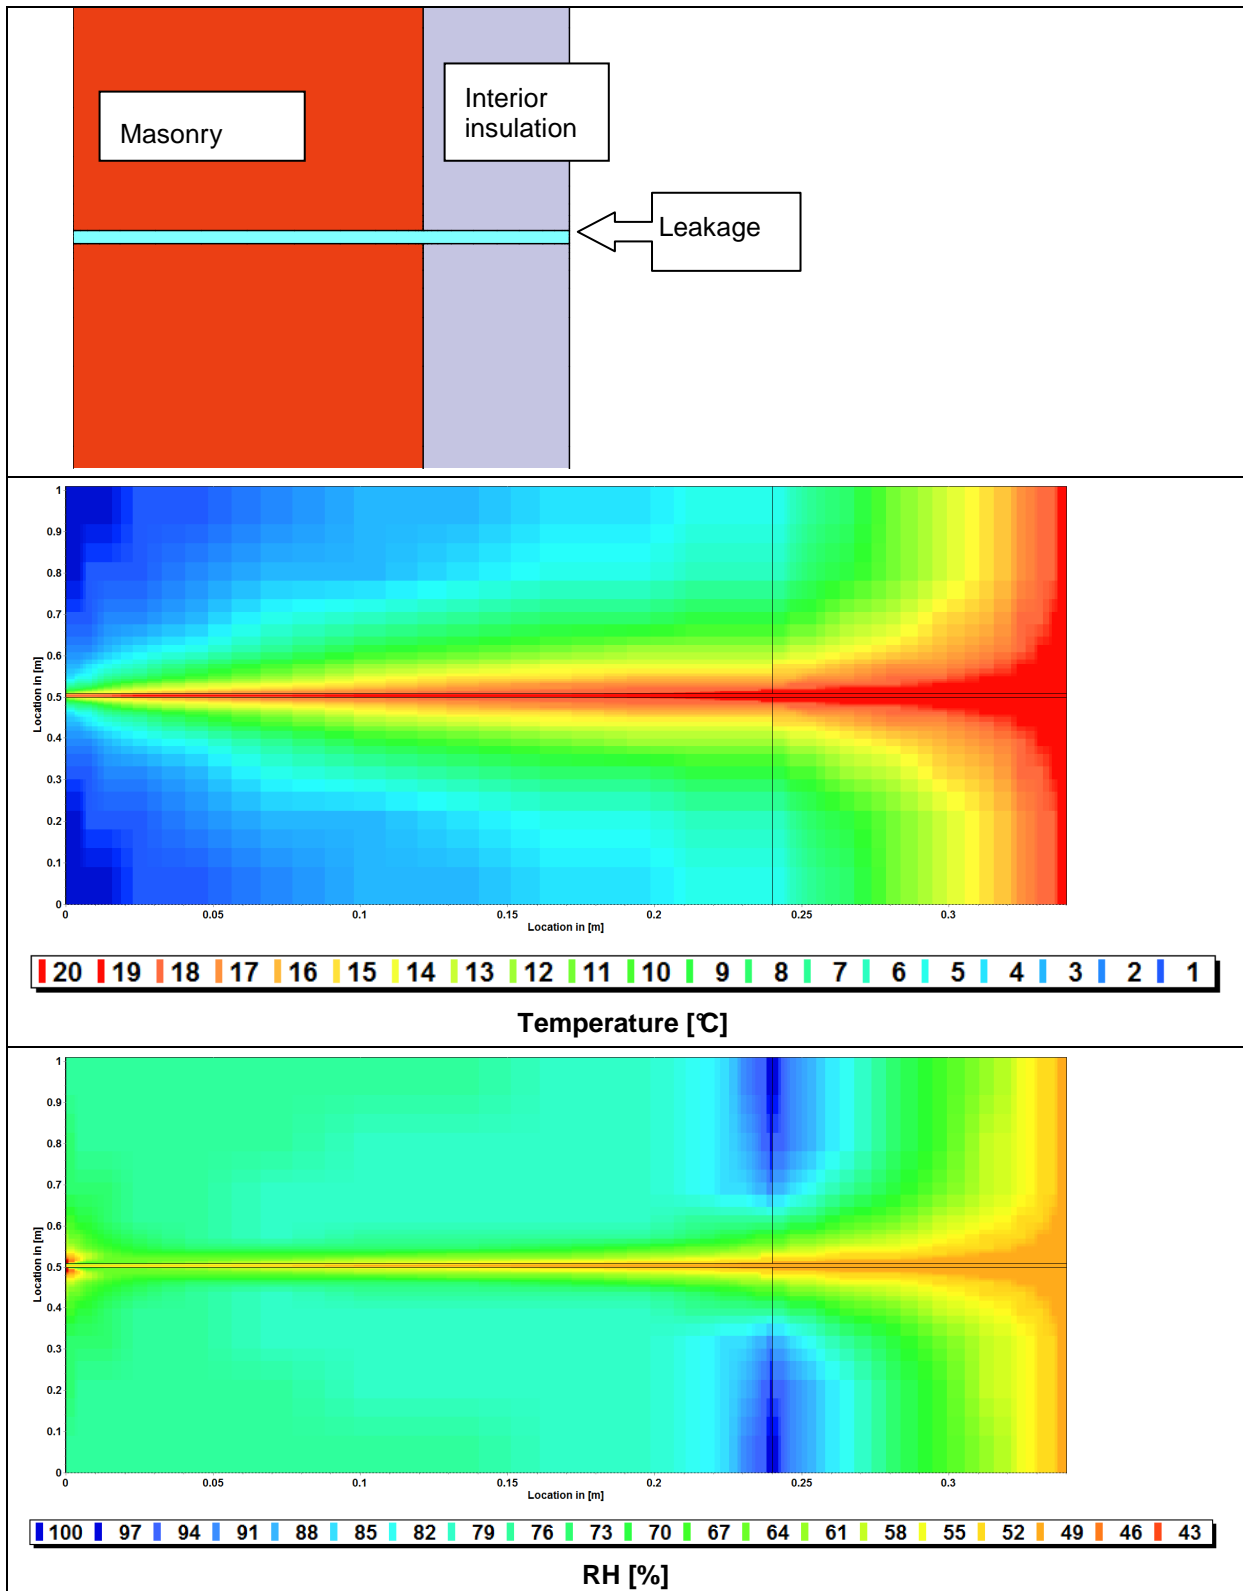 Masonry
Interior
insulation
Leakage
1
0.9
0.8
0.7
0.6
0.5
0.4
0.3
0.2
0.1
0
Location in [m]
0 0.05 0.1 0.15 0.2 0.25 0.3
Location in [m]
20 19 18 17 16 15 14 13 12 11 10 9 8 7 6 5 4 3 2 1
Temperature [°C]
1
0.9
0.8
0.7
0.6
0.5
0.4
0.3
0.2
0.1
0
Location in [m]
0 0.05 0.1 0.15 0.2 0.25 0.3
Location in [m]
100 97 94 91 88 85 82 79 76 73 70 67 64 61 58 55 52 49 46 43
RH [%]